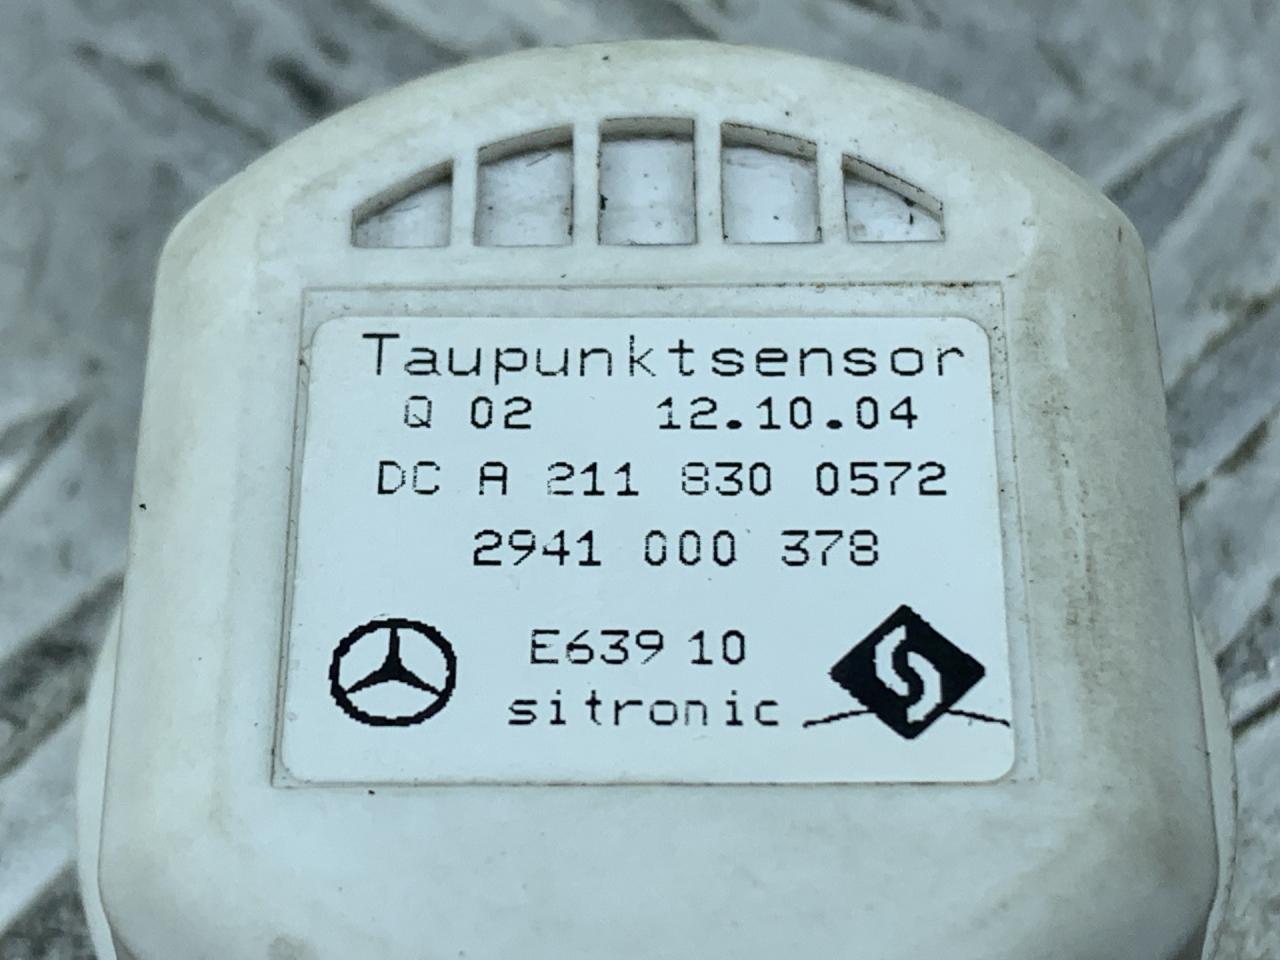 Taupunktsensor
Q 02 12.10.04
DC A 211 830 0572
2941 000 378
E639 10
sitronic